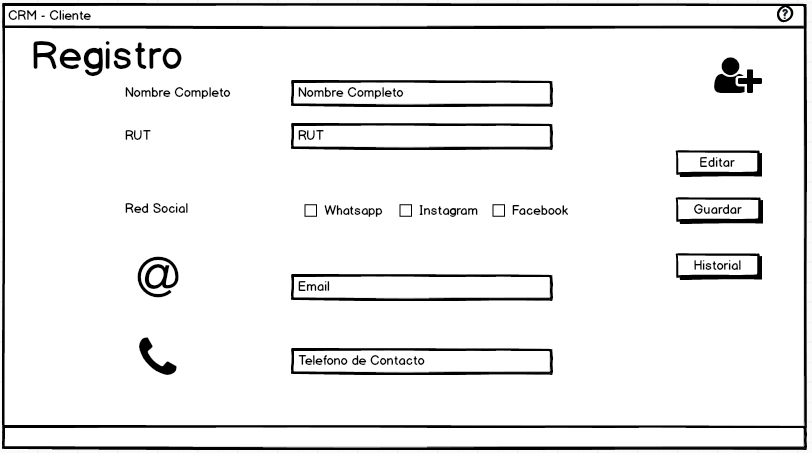 CRM - Cliente
?
Registro
Nombre Completo
Nombre Completo
RUT
RUT
Editar
Red Social
Whatsapp
Instagram
Facebook
Guardar
@
Email
Historial
Telefono de Contacto